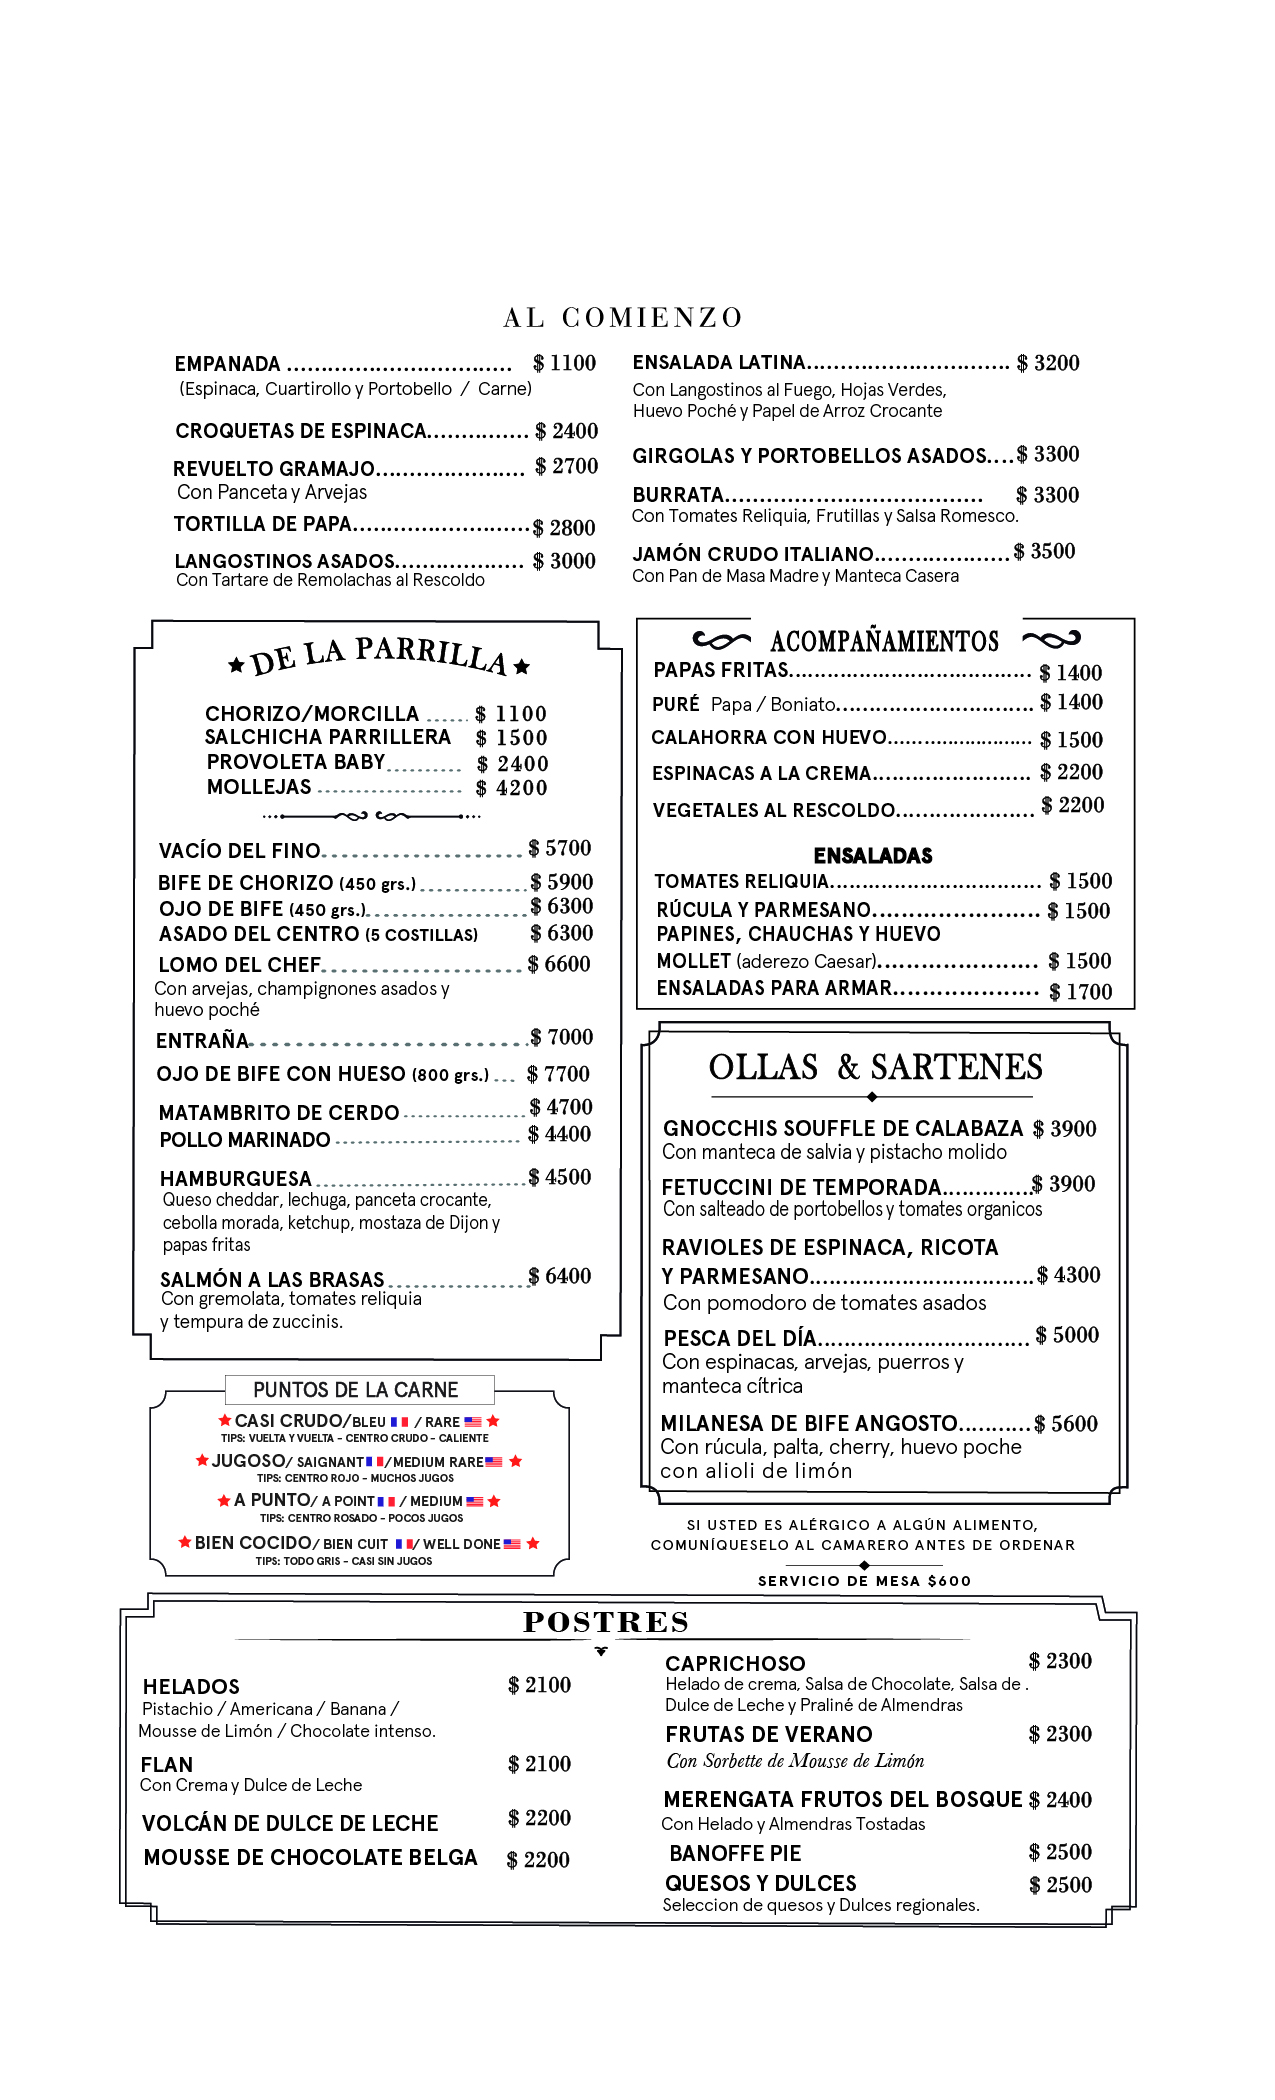 AL COMIENZO
EMPANADA ................................. $ 1100
(Espinaca, Cuartirollo y Portobello / Carne)
CROQUETAS DE ESPINACA............... $ 2400
REVUELTO GRAMAJO...................... $ 2700
Con Panceta y Arvejas
TORTILLA DE PAPA.......................... $ 2800
LANGOSTINOS ASADOS................... $ 3000
Con Tartare de Remolachas al Rescoldo
ENSALADA LATINA.............................. $ 3200
Con Langostinos al Fuego, Hojas Verdes,
Huevo Poché y Papel de Arroz Crocante
GIRGOLAS Y PORTOBELLOS ASADOS.... $ 3300
BURRATA..................................... $ 3300
Con Tomates Reliquia, Frutillas y Salsa Romesco.
JAMÓN CRUDO ITALIANO.................... $ 3500
Con Pan de Masa Madre y Manteca Casera
DE LA PARRILLA
CHORIZO/MORCILLA ...... $ 1100
SALCHICHA PARRILLERA $ 1500
PROVOLETA BABY.......... $ 2400
MOLLEJAS .................... $ 4200
VACÍO DEL FINO........................ $ 5700
BIFE DE CHORIZO (450 grs.) ............. $ 5900
OJO DE BIFE (450 grs.).................... $ 6300
ASADO DEL CENTRO (5 COSTILLAS) $ 6300
LOMO DEL CHEF........................ $ 6600
Con arvejas, champignones asados y
huevo poché
ENTRAÑA.............................. $ 7000
OJO DE BIFE CON HUESO (800 grs.) ... $ 7700
MATAMBRITO DE CERDO ................. $ 4700
POLLO MARINADO ......................... $ 4400
HAMBURGUESA ............................ $ 4500
Queso cheddar, lechuga, panceta crocante,
cebolla morada, ketchup, mostaza de Dijon y
papas fritas
SALMÓN A LAS BRASAS................... $ 6400
Con gremolata, tomates reliquia
y tempura de zuccinis.
ACOMPAÑAMIENTOS
PAPAS FRITAS.................................... $ 1400
PURÉ Papa / Boniato............................. $ 1400
CALAHORRA CON HUEVO........................ $ 1500
ESPINACAS A LA CREMA........................ $ 2200
VEGETALES AL RESCOLDO.................... $ 2200
ENSALADAS
TOMATES RELIQUIA................................ $ 1500
RÚCULA Y PARMESANO........................ $ 1500
PAPINES, CHAUCHAS Y HUEVO
MOLLET (aderezo Caesar)....................... $ 1500
ENSALADAS PARA ARMAR..................... $ 1700
OLLAS & SARTENES
GNOCCHIS SOUFFLE DE CALABAZA $ 3900
Con manteca de salvia y pistacho molido
FETUCCINI DE TEMPORADA............. $ 3900
Con salteado de portobellos y tomates organicos
RAVIOLES DE ESPINACA, RICOTA
Y PARMESANO................................. $ 4300
Con pomodoro de tomates asados
PESCA DEL DÍA............................... $ 5000
Con espinacas, arvejas, puerros y
manteca cítrica
MILANESA DE BIFE ANGOSTO........... $ 5600
Con rúcula, palta, cherry, huevo poche
con alioli de limón
PUNTOS DE LA CARNE
CASI CRUDO/BLEU / RARE
TIPS: VUELTA Y VUELTA - CENTRO CRUDO - CALIENTE
JUGOSO/ SAIGNANT /MEDIUM RARE
TIPS: CENTRO ROJO - MUCHOS JUGOS
A PUNTO/ A POINT / MEDIUM
TIPS: CENTRO ROSADO - POCOS JUGOS
BIEN COCIDO/ BIEN CUIT / WELL DONE
TIPS: TODO GRIS - CASI SIN JUGOS
SI USTED ES ALÉRGICO A ALGÚN ALIMENTO,
COMUNÍQUESELO AL CAMARERO ANTES DE ORDENAR
SERVICIO DE MESA $600
POSTRES
HELADOS $ 2100
Pistachio / Americana / Banana /
Mousse de Limón / Chocolate intenso.
FLAN $ 2100
Con Crema y Dulce de Leche
VOLCÁN DE DULCE DE LECHE $ 2200
MOUSSE DE CHOCOLATE BELGA $ 2200
CAPRICHOSO $ 2300
Helado de crema, Salsa de Chocolate, Salsa de .
Dulce de Leche y Praliné de Almendras
FRUTAS DE VERANO $ 2300
Con Sorbette de Mousse de Limón
MERENGATA FRUTOS DEL BOSQUE $ 2400
Con Helado y Almendras Tostadas
BANOFFE PIE $ 2500
QUESOS Y DULCES $ 2500
Seleccion de quesos y Dulces regionales.